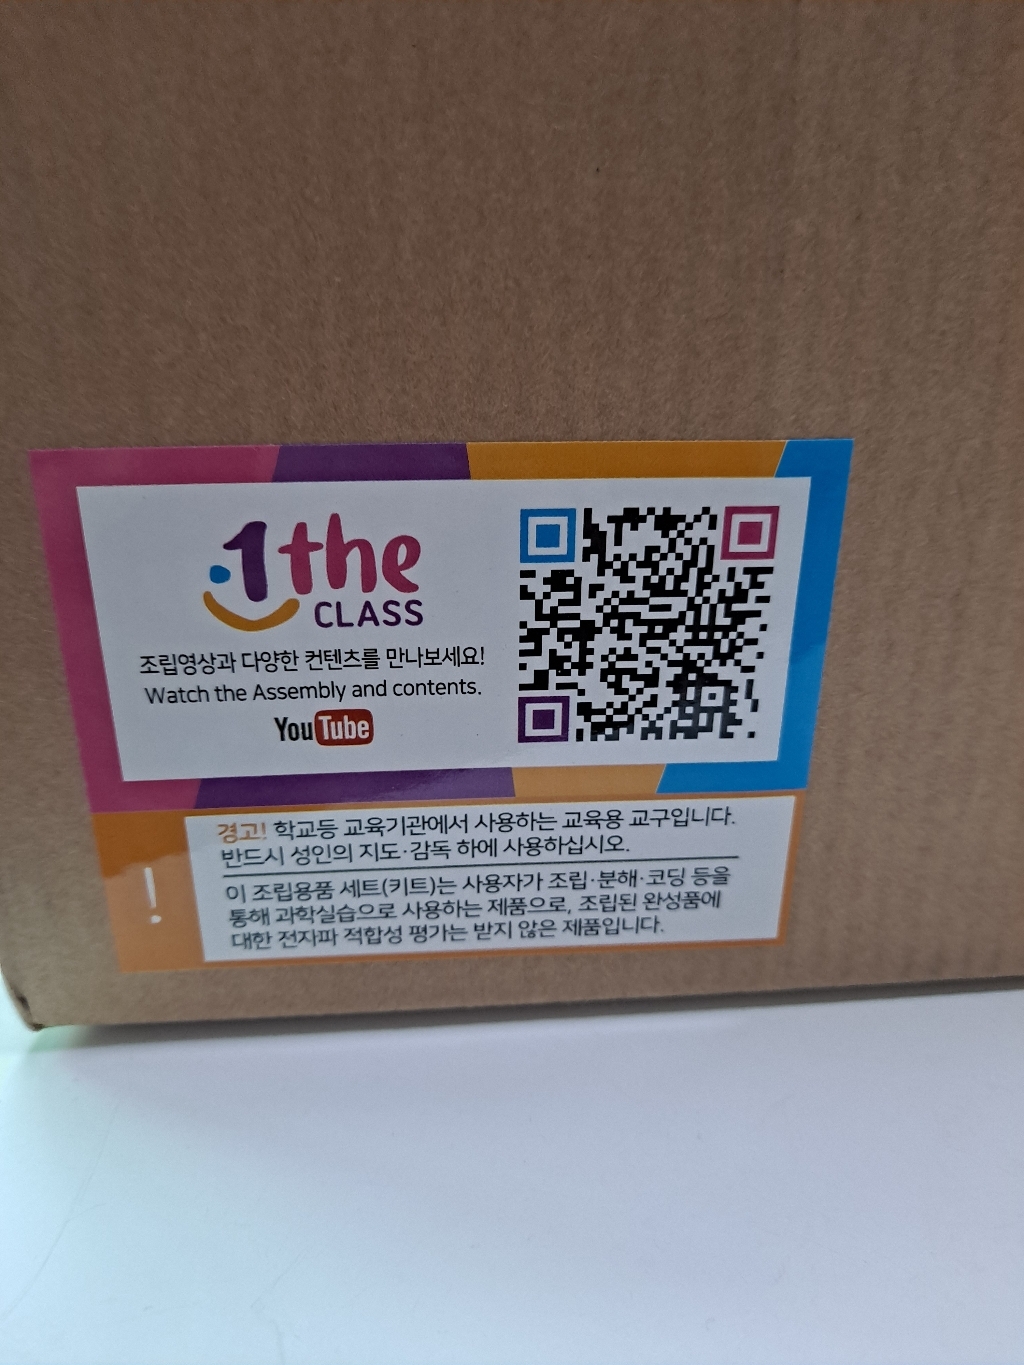 1the
CLASS
조립영상과 다양한 컨텐츠를 만나보세요!
Watch the Assembly and contents.
YouTube
경고! 학교등 교육기관에서 사용하는 교육용 교구입니다.
반드시 성인의 지도·감독 하에 사용하십시오.
!
이 조립용품 세트(키트)는 사용자가 조립·분해·코딩 등을
통해 과학실습으로 사용하는 제품으로, 조립된 완성품에
대한 전자파 적합성 평가는 받지 않은 제품입니다.